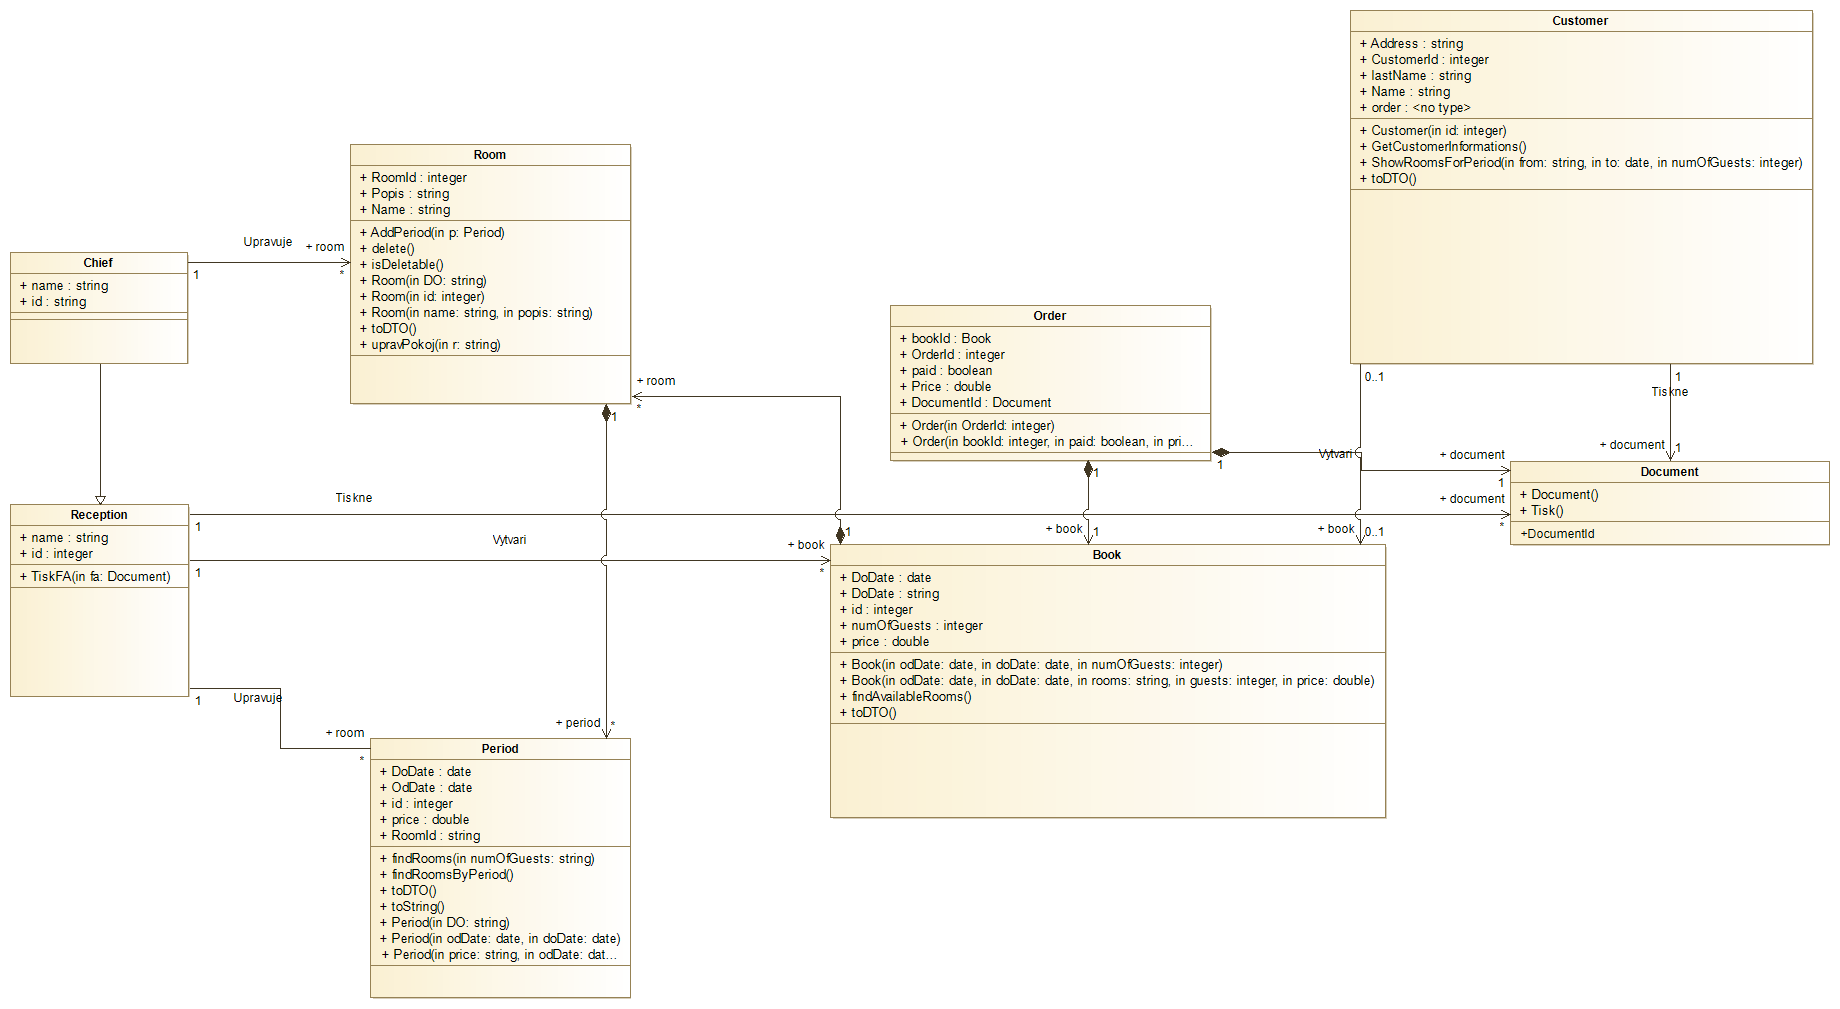 Customer
+ Address : string
+ CustomerId : integer
+ lastName : string
+ Name : string
+ order : <no type>
+ Customer(in id: integer)
+ GetCustomerInformations()
+ ShowRoomsForPeriod(in from: string, in to: date, in numOfGuests: integer)
+ toDTO()
Room
+ RoomId : integer
+ Popis : string
+ Name : string
+ AddPeriod(in p: Period)
+ delete()
+ isDeletable()
+ Room(in DO: string)
+ Room(in id: integer)
+ Room(in name: string, in popis: string)
+ toDTO()
+ upravPokoj(in r: string)
Upravuje
+ room
1
*
Chief
+ name : string
+ id : string
Order
+ bookId : Book
+ OrderId : integer
+ paid : boolean
+ Price : double
+ DocumentId : Document
+ Order(in OrderId: integer)
+ Order(in bookId: integer, in paid: boolean, in pri...
+ room
*
1
0..1
1
Tiskne
+ document
1
1
Vytvari
+ document
1
1
Document
+ Document()
+ Tisk()
+DocumentId
Reception
+ name : string
+ id : integer
+ TiskFA(in fa: Document)
Tiskne
1
+ document
*
Vytvari
1
+ book
*
1
+ book
1
+ book
0..1
Book
+ DoDate : date
+ DoDate : string
+ id : integer
+ numOfGuests : integer
+ price : double
+ Book(in odDate: date, in doDate: date, in numOfGuests: integer)
+ Book(in odDate: date, in doDate: date, in rooms: string, in guests: integer, in price: double)
+ findAvailableRooms()
+ toDTO()
1
Upravuje
+ room
*
+ period
*
Period
+ DoDate : date
+ OdDate : date
+ id : integer
+ price : double
+ RoomId : string
+ findRooms(in numOfGuests: string)
+ findRoomsByPeriod()
+ toDTO()
+ toString()
+ Period(in DO: string)
+ Period(in odDate: date, in doDate: date)
+ Period(in price: string, in odDate: dat...